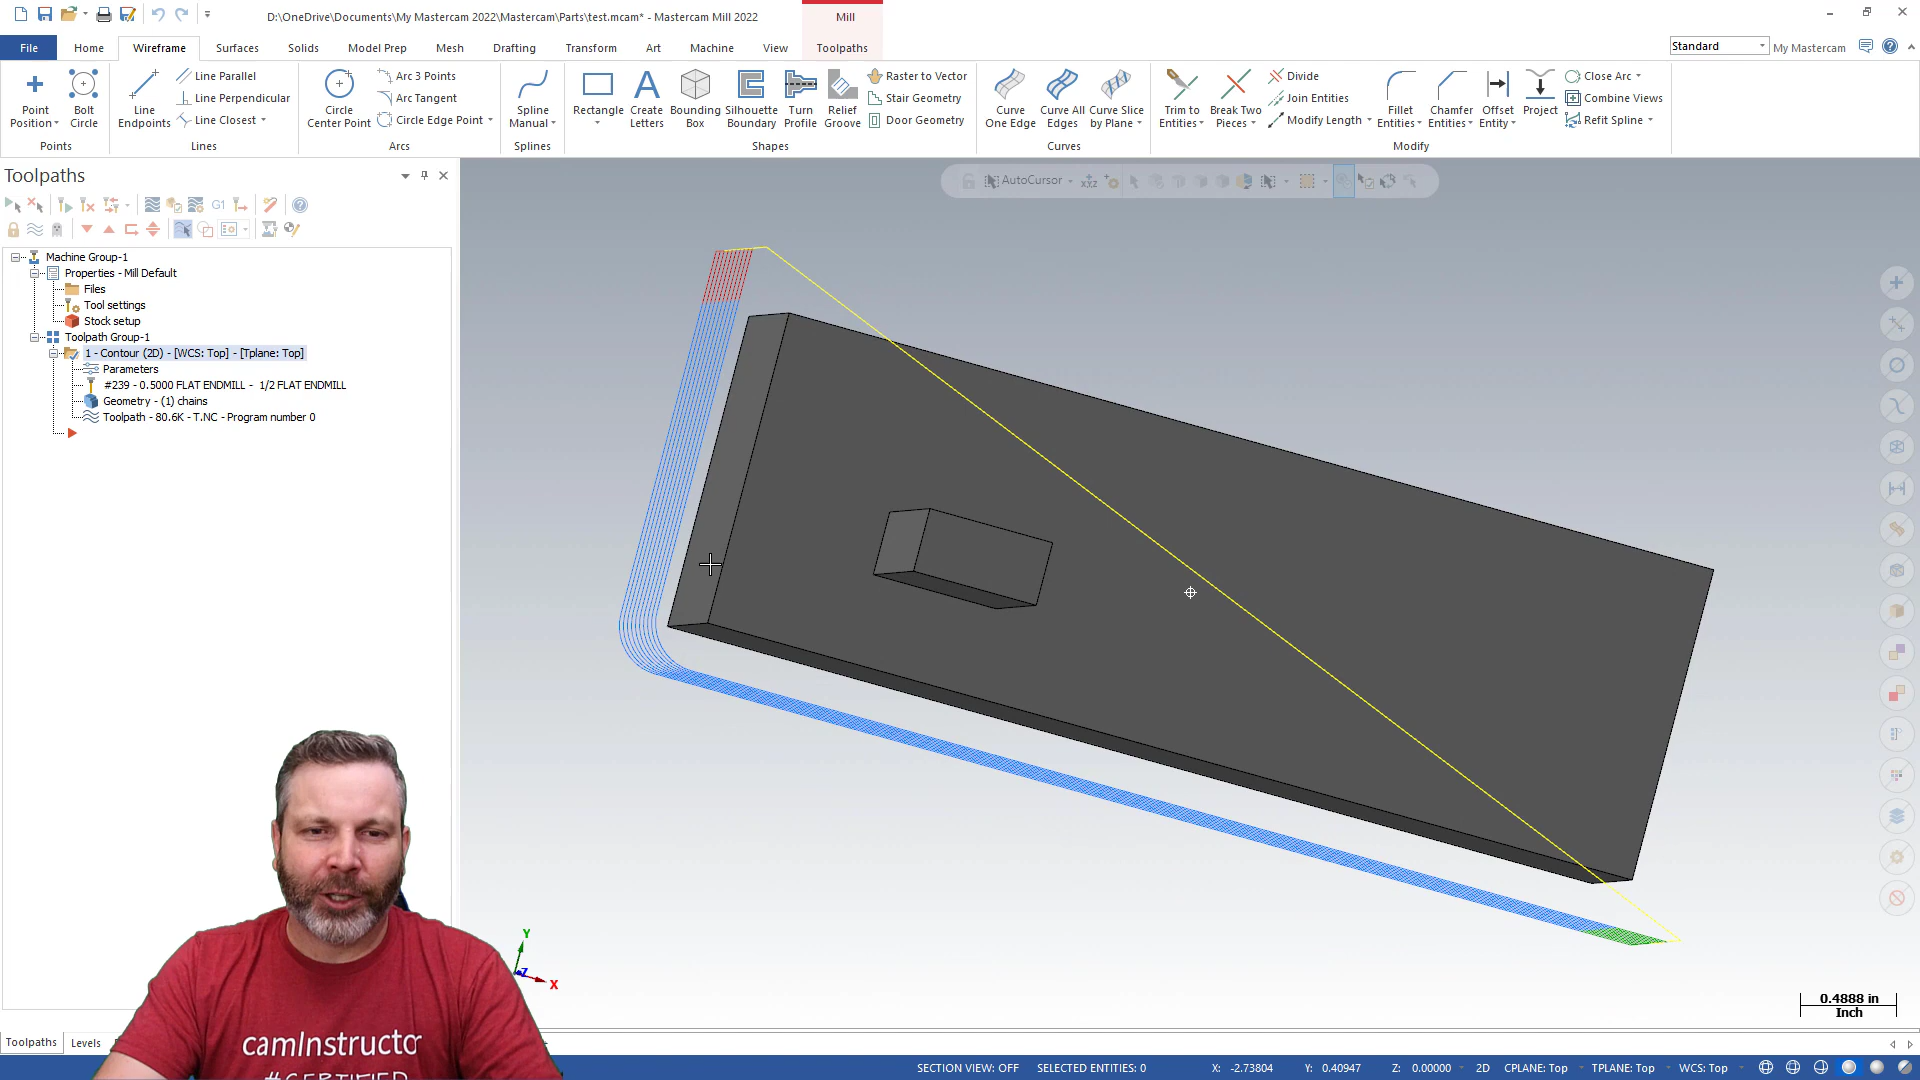 D:\OneDrive\Documents\My Mastercam 2022\Mastercam\Parts\test.mcam* - Mastercam Mill 2022
Mill
File Home Wireframe Surfaces Solids Model Prep Mesh Drafting Transform Art Machine View Toolpaths
Standard
My Mastercam
Point Position
Bolt Circle
Points
Line Endpoints
Line Parallel
Line Perpendicular
Line Closest
Lines
Circle Center Point
Arc 3 Points
Arc Tangent
Circle Edge Point
Arcs
Spline Manual
Splines
Rectangle
Create Letters
Bounding Box
Silhouette Boundary
Turn Profile
Relief Groove
Raster to Vector
Stair Geometry
Door Geometry
Shapes
Curve One Edge
Curve All Edges
Curve Slice by Plane
Curves
Trim to Entities
Break Two Pieces
Divide
Join Entities
Modify Length
Fillet Entities
Chamfer Entities
Offset Entity
Project
Close Arc
Combine Views
Refit Spline
Modify
Toolpaths
AutoCursor
G1
Machine Group-1
Properties - Mill Default
Files
Tool settings
Stock setup
Toolpath Group-1
1 - Contour (2D) - [WCS: Top] - [Tplane: Top]
Parameters
#239 - 0.5000 FLAT ENDMILL - 1/2 FLAT ENDMILL
Geometry - (1) chains
Toolpath - 80.6K - T.NC - Program number 0
Y
Z
X
0.4888 in
Inch
camInstructor
#CERTIFIED
Toolpaths Levels
SECTION VIEW: OFF SELECTED ENTITIES: 0 X: -2.73804 Y: 0.40947 Z: 0.00000 2D CPLANE: Top TPLANE: Top WCS: Top